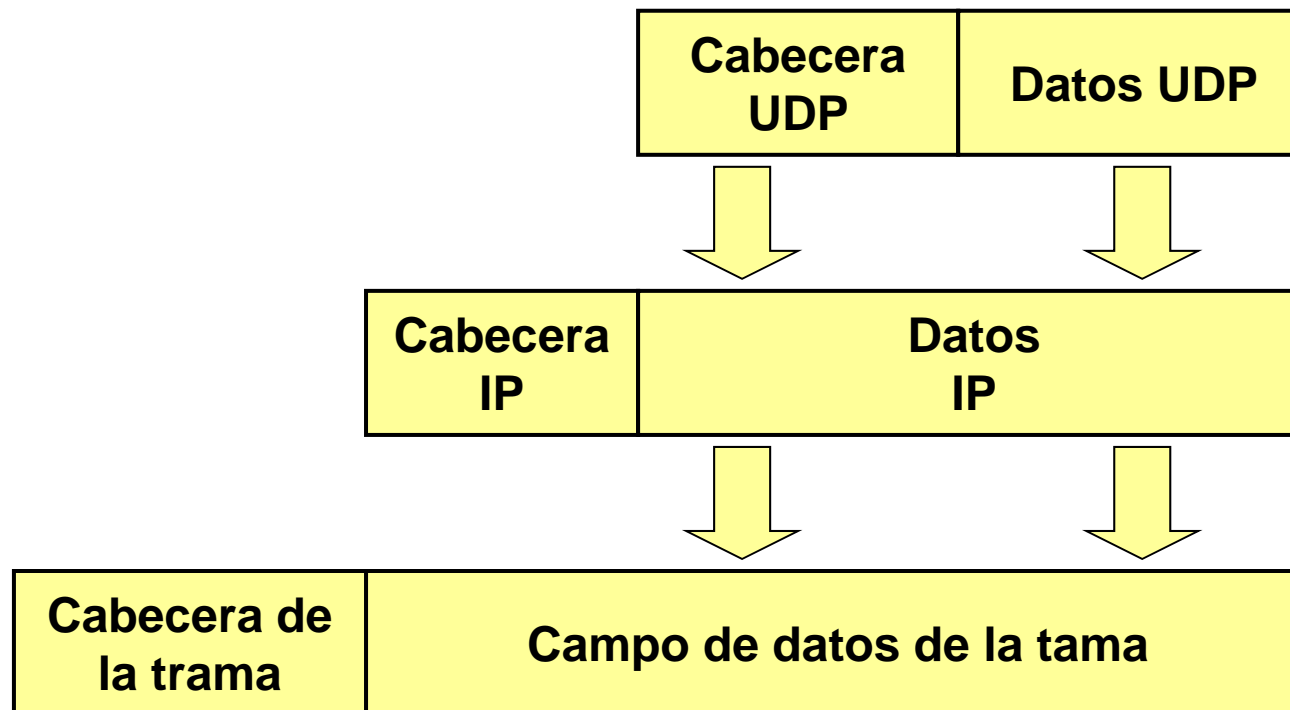 Cabecera
UDP
Datos UDP
Cabecera
IP
Datos
IP
Cabecera de
la trama
Campo de datos de la tama